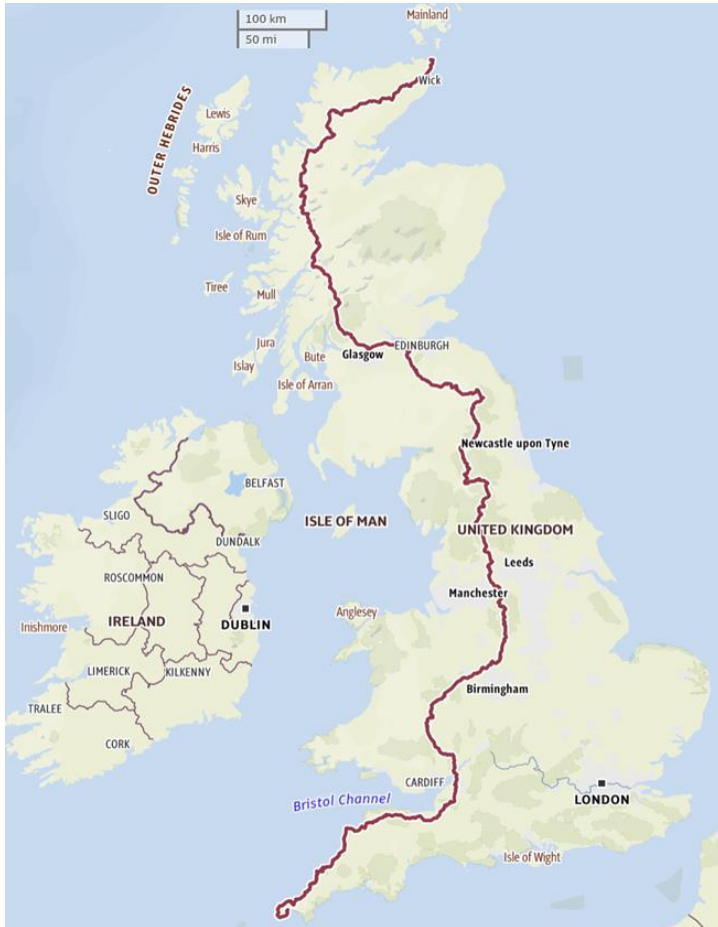 100 km
50 mi
Mainland
Wick
OUTER HEBRIDES
Lewis
Harris
Skye
Isle of Rum
Tiree
Mull
Jura
Islay
Bute
Isle of Arran
Glasgow
EDINBURGH
Newcastle upon Tyne
BELFAST
SLIGO
ISLE OF MAN
UNITED KINGDOM
DUNDALK
Leeds
ROSCOMMON
Manchester
Anglesey
IRELAND
Inishmore
DUBLIN
LIMERICK
KILKENNY
Birmingham
TRALEE
CORK
CARDIFF
Bristol Channel
LONDON
Isle of Wight